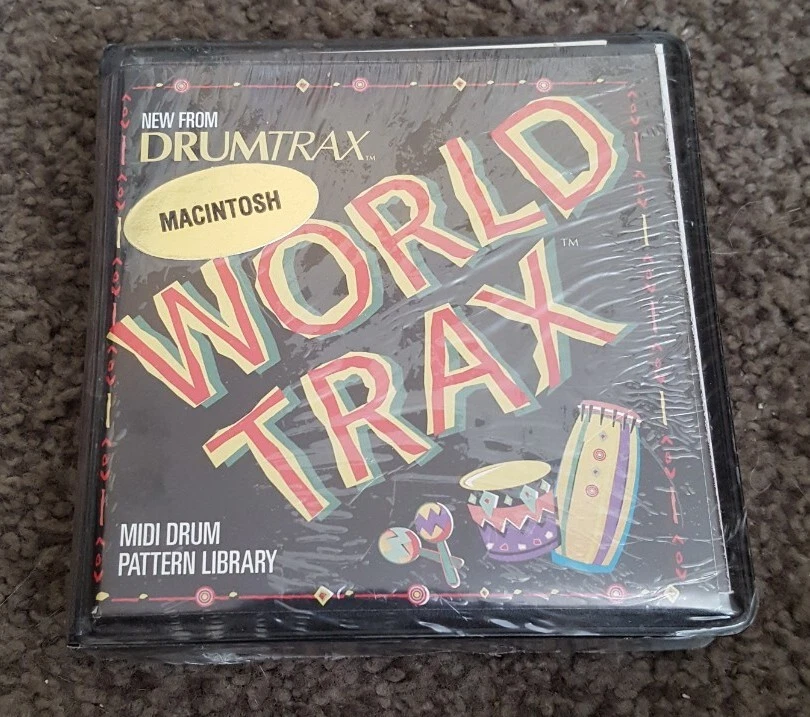 NEW FROM
DRUMTRAX™
MACINTOSH
WORLD
TRAX™
MIDI DRUM
PATTERN LIBRARY